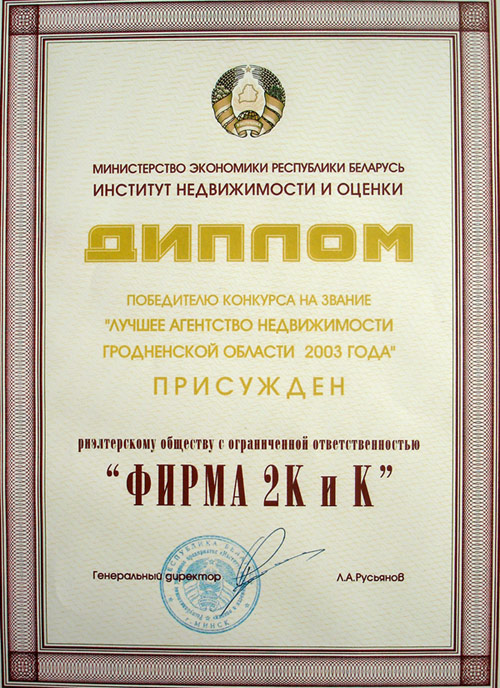 МИНИСТЕРСТВО ЭКОНОМИКИ РЕСПУБЛИКИ БЕЛАРУСЬ
ИНСТИТУТ НЕДВИЖИМОСТИ И ОЦЕНКИ
ДИПЛОМ
ПОБЕДИТЕЛЮ КОНКУРСА НА ЗВАНИЕ
"ЛУЧШЕЕ АГЕНТСТВО НЕДВИЖИМОСТИ
ГРОДНЕНСКОЙ ОБЛАСТИ 2003 ГОДА"
ПРИСУЖДЕН
риэлтерскому обществу с ограниченной ответственностью
“ФИРМА 2К и К”
Генеральный директор Л.А.Русьянов
г. МИНСК